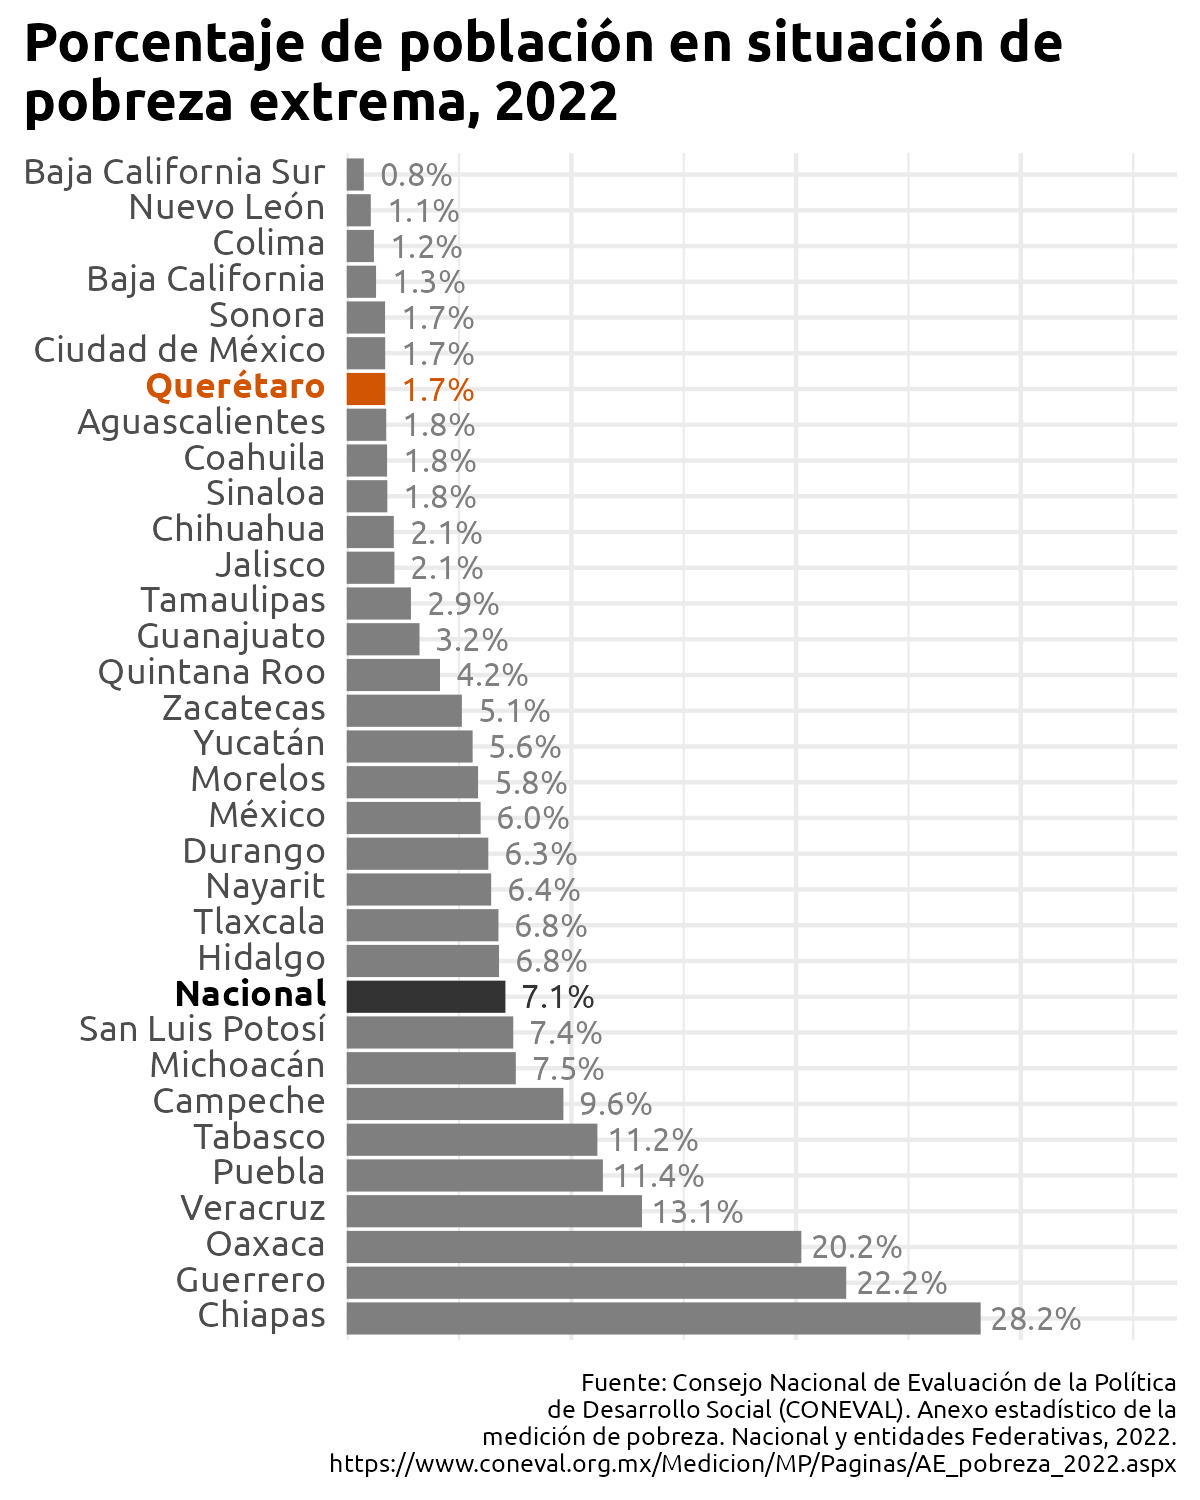 Porcentaje de población en situación de
pobreza extrema, 2022
Baja California Sur 0.8%
Nuevo León 1.1%
Colima 1.2%
Baja California 1.3%
Sonora 1.7%
Ciudad de México 1.7%
Querétaro 1.7%
Aguascalientes 1.8%
Coahuila 1.8%
Sinaloa 1.8%
Chihuahua 2.1%
Jalisco 2.1%
Tamaulipas 2.9%
Guanajuato 3.2%
Quintana Roo 4.2%
Zacatecas 5.1%
Yucatán 5.6%
Morelos 5.8%
México 6.0%
Durango 6.3%
Nayarit 6.4%
Tlaxcala 6.8%
Hidalgo 6.8%
Nacional 7.1%
San Luis Potosí 7.4%
Michoacán 7.5%
Campeche 9.6%
Tabasco 11.2%
Puebla 11.4%
Veracruz 13.1%
Oaxaca 20.2%
Guerrero 22.2%
Chiapas 28.2%
Fuente: Consejo Nacional de Evaluación de la Política
de Desarrollo Social (CONEVAL). Anexo estadístico de la
medición de pobreza. Nacional y entidades Federativas, 2022.
https://www.coneval.org.mx/Medicion/MP/Paginas/AE_pobreza_2022.aspx